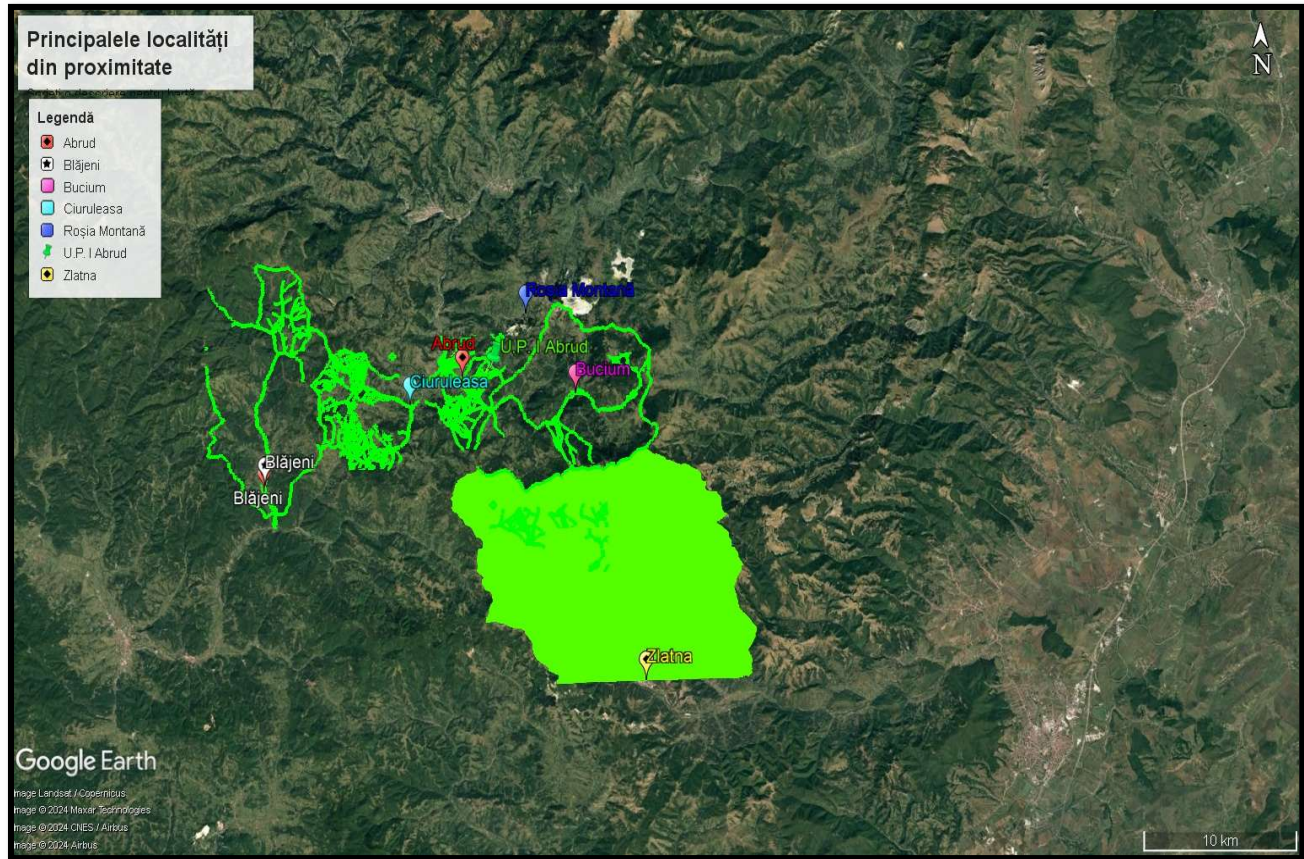 Principalele localități
din proximitate
Legendă
Abrud
Blăjeni
Bucium
Ciuruleasa
Roșia Montană
U.P. I Abrud
Zlatna
N
Roșia Montană
Abrud
U.P. I Abrud
Bucium
Ciuruleasa
Blăjeni
Blăjeni
Zlatna
Google Earth
Image Landsat / Copernicus
Image © 2024 Maxar Technologies
Image © 2024 CNES / Airbus
Image © 2024 Airbus
10 km